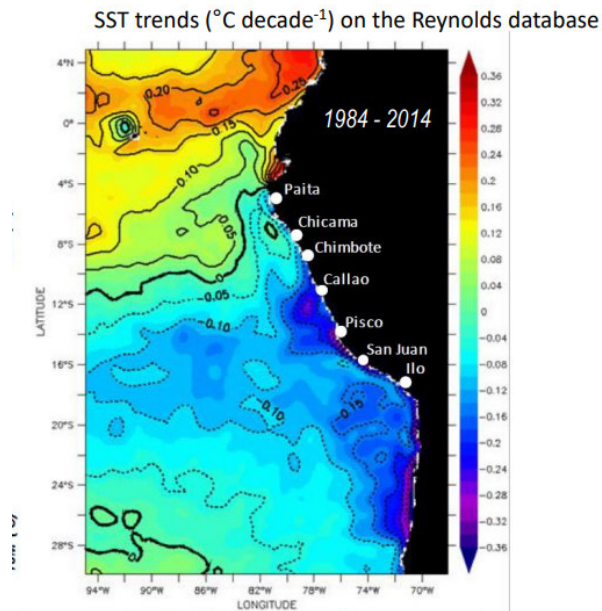 SST trends (°C decade⁻¹) on the Reynolds database
1984 - 2014
4°N
0°
4°S
8°S
12°S
16°S
20°S
24°S
28°S
LATITUDE
94°W
90°W
86°W
82°W
78°W
74°W
70°W
LONGITUDE
0.20
0.25
0.15
0.10
0.05
-0.05
-0.10
-0.10
-0.15
Paita
Chicama
Chimbote
Callao
Pisco
San Juan
Ilo
0.36
0.32
0.28
0.24
0.2
0.16
0.12
0.08
0.04
0
-0.04
-0.08
-0.12
-0.16
-0.2
-0.24
-0.28
-0.32
-0.36